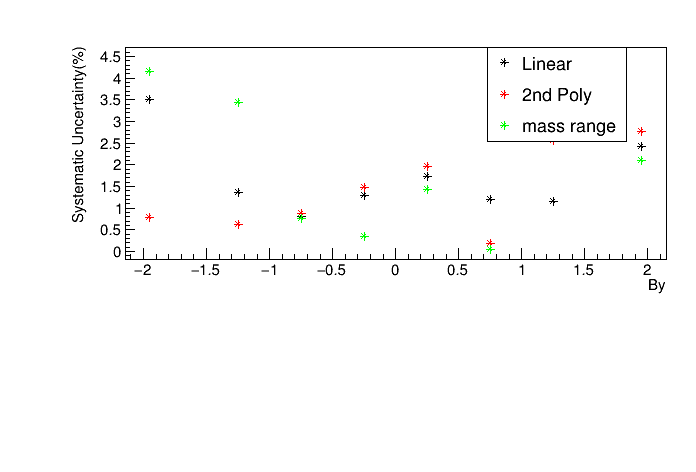 Systematic Uncertainty(%)
4.5
4
3.5
3
2.5
2
1.5
1
0.5
0
Linear
2nd Poly
mass range
−2 −1.5 −1 −0.5 0 0.5 1 1.5 2
By